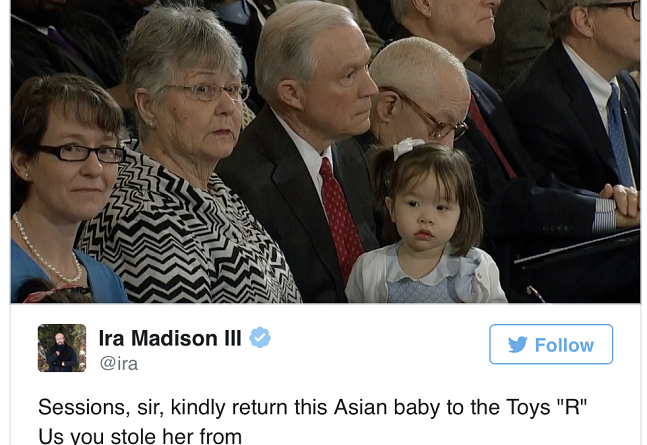 Ira Madison III
@ira
Follow
Sessions, sir, kindly return this Asian baby to the Toys "R"
Us you stole her from